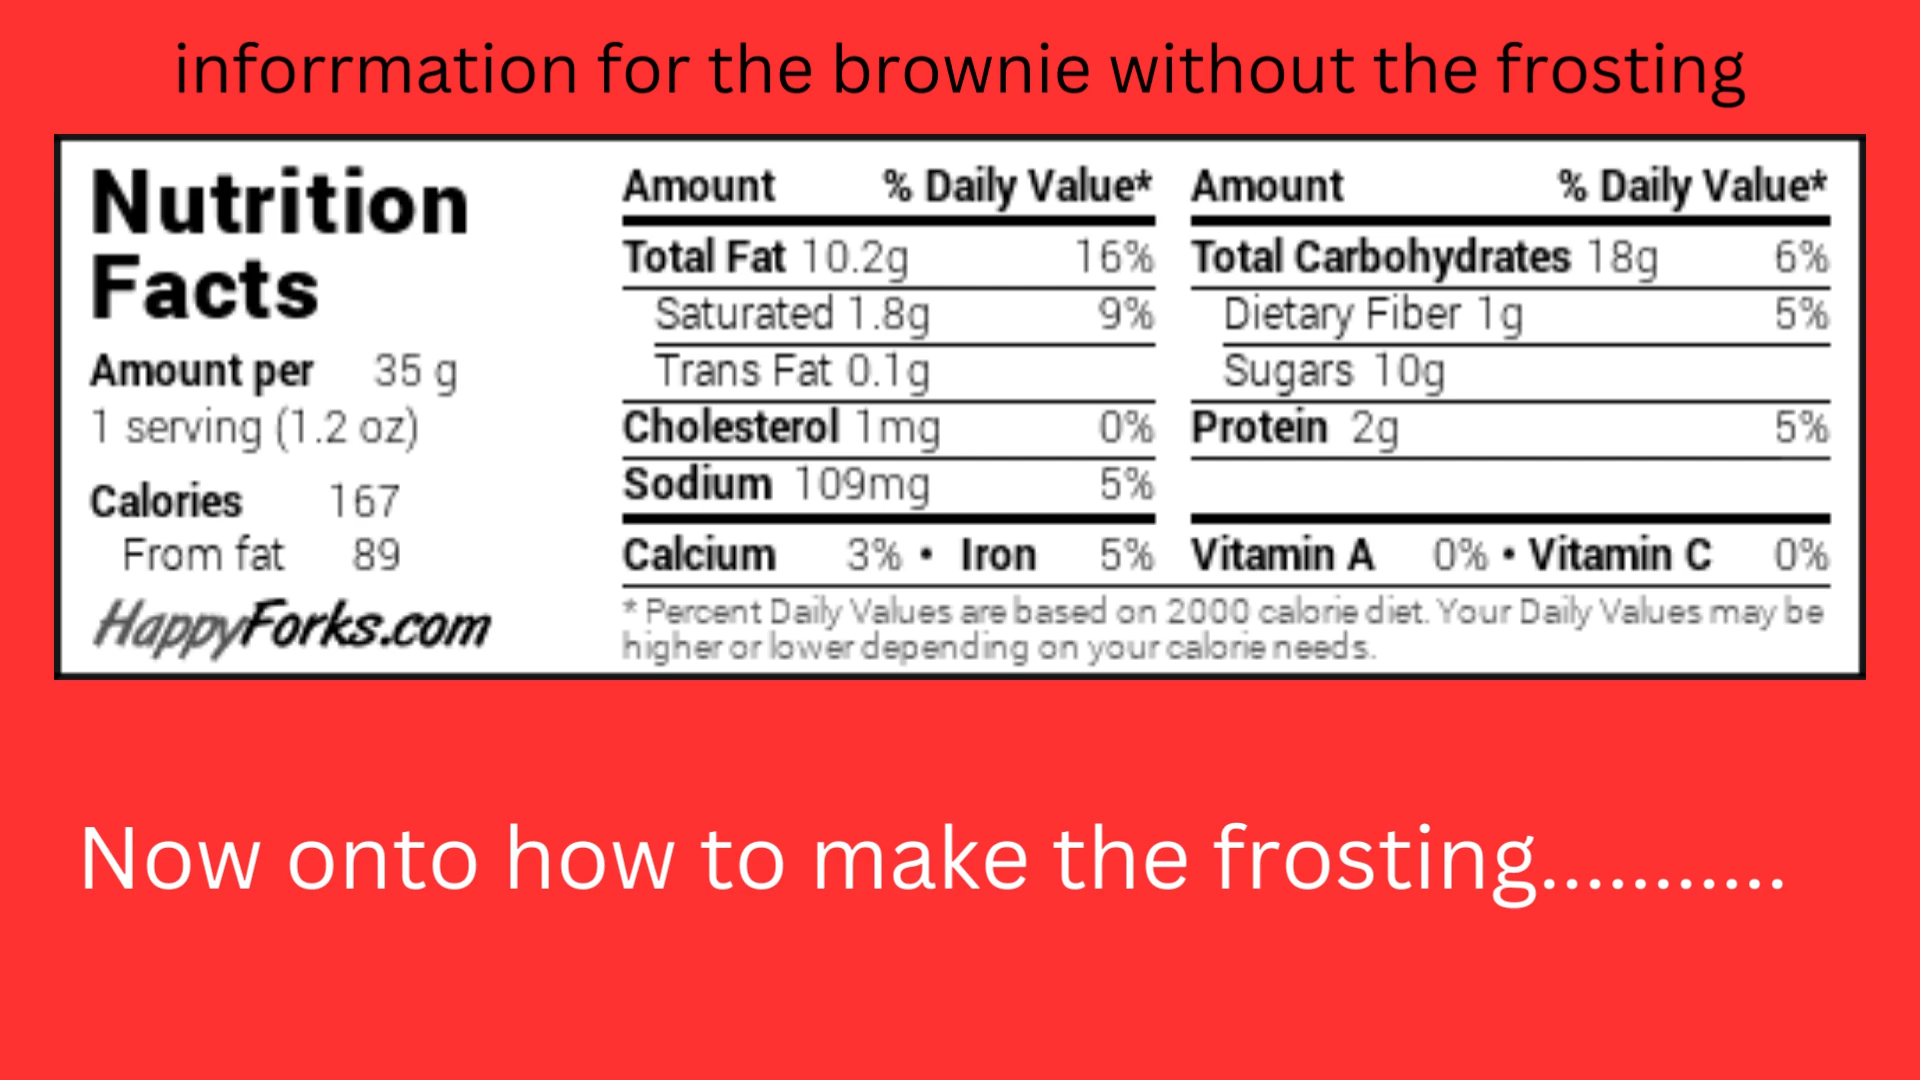 inforrmation for the brownie without the frosting
Nutrition
Facts
Amount per 35 g
1 serving (1.2 oz)
Calories 167
From fat 89
HappyForks.com
Amount % Daily Value*
Total Fat 10.2g 16%
Saturated 1.8g 9%
Trans Fat 0.1g
Cholesterol 1mg 0%
Sodium 109mg 5%
Calcium 3% • Iron 5%
Amount % Daily Value*
Total Carbohydrates 18g 6%
Dietary Fiber 1g 5%
Sugars 10g
Protein 2g 5%
Vitamin A 0% • Vitamin C 0%
* Percent Daily Values are based on 2000 calorie diet. Your Daily Values may be
higher or lower depending on your calorie needs.
Now onto how to make the frosting...........